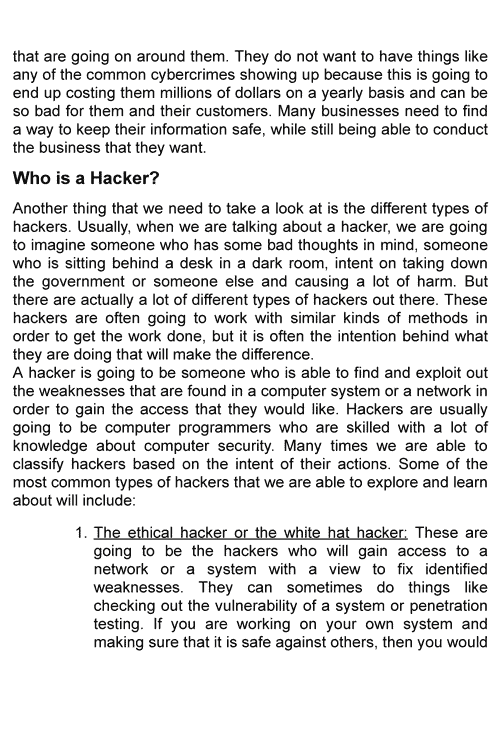 that are going on around them. They do not want to have things like
any of the common cybercrimes showing up because this is going to
end up costing them millions of dollars on a yearly basis and can be
so bad for them and their customers. Many businesses need to find
a way to keep their information safe, while still being able to conduct
the business that they want.
Who is a Hacker?
Another thing that we need to take a look at is the different types of
hackers. Usually, when we are talking about a hacker, we are going
to imagine someone who has some bad thoughts in mind, someone
who is sitting behind a desk in a dark room, intent on taking down
the government or someone else and causing a lot of harm. But
there are actually a lot of different types of hackers out there. These
hackers are often going to work with similar kinds of methods in
order to get the work done, but it is often the intention behind what
they are doing that will make the difference.
A hacker is going to be someone who is able to find and exploit out
the weaknesses that are found in a computer system or a network in
order to gain the access that they would like. Hackers are usually
going to be computer programmers who are skilled with a lot of
knowledge about computer security. Many times we are able to
classify hackers based on the intent of their actions. Some of the
most common types of hackers that we are able to explore and learn
about will include:
1. The ethical hacker or the white hat hacker: These are
going to be the hackers who will gain access to a
network or a system with a view to fix identified
weaknesses. They can sometimes do things like
checking out the vulnerability of a system or penetration
testing. If you are working on your own system and
making sure that it is safe against others, then you would